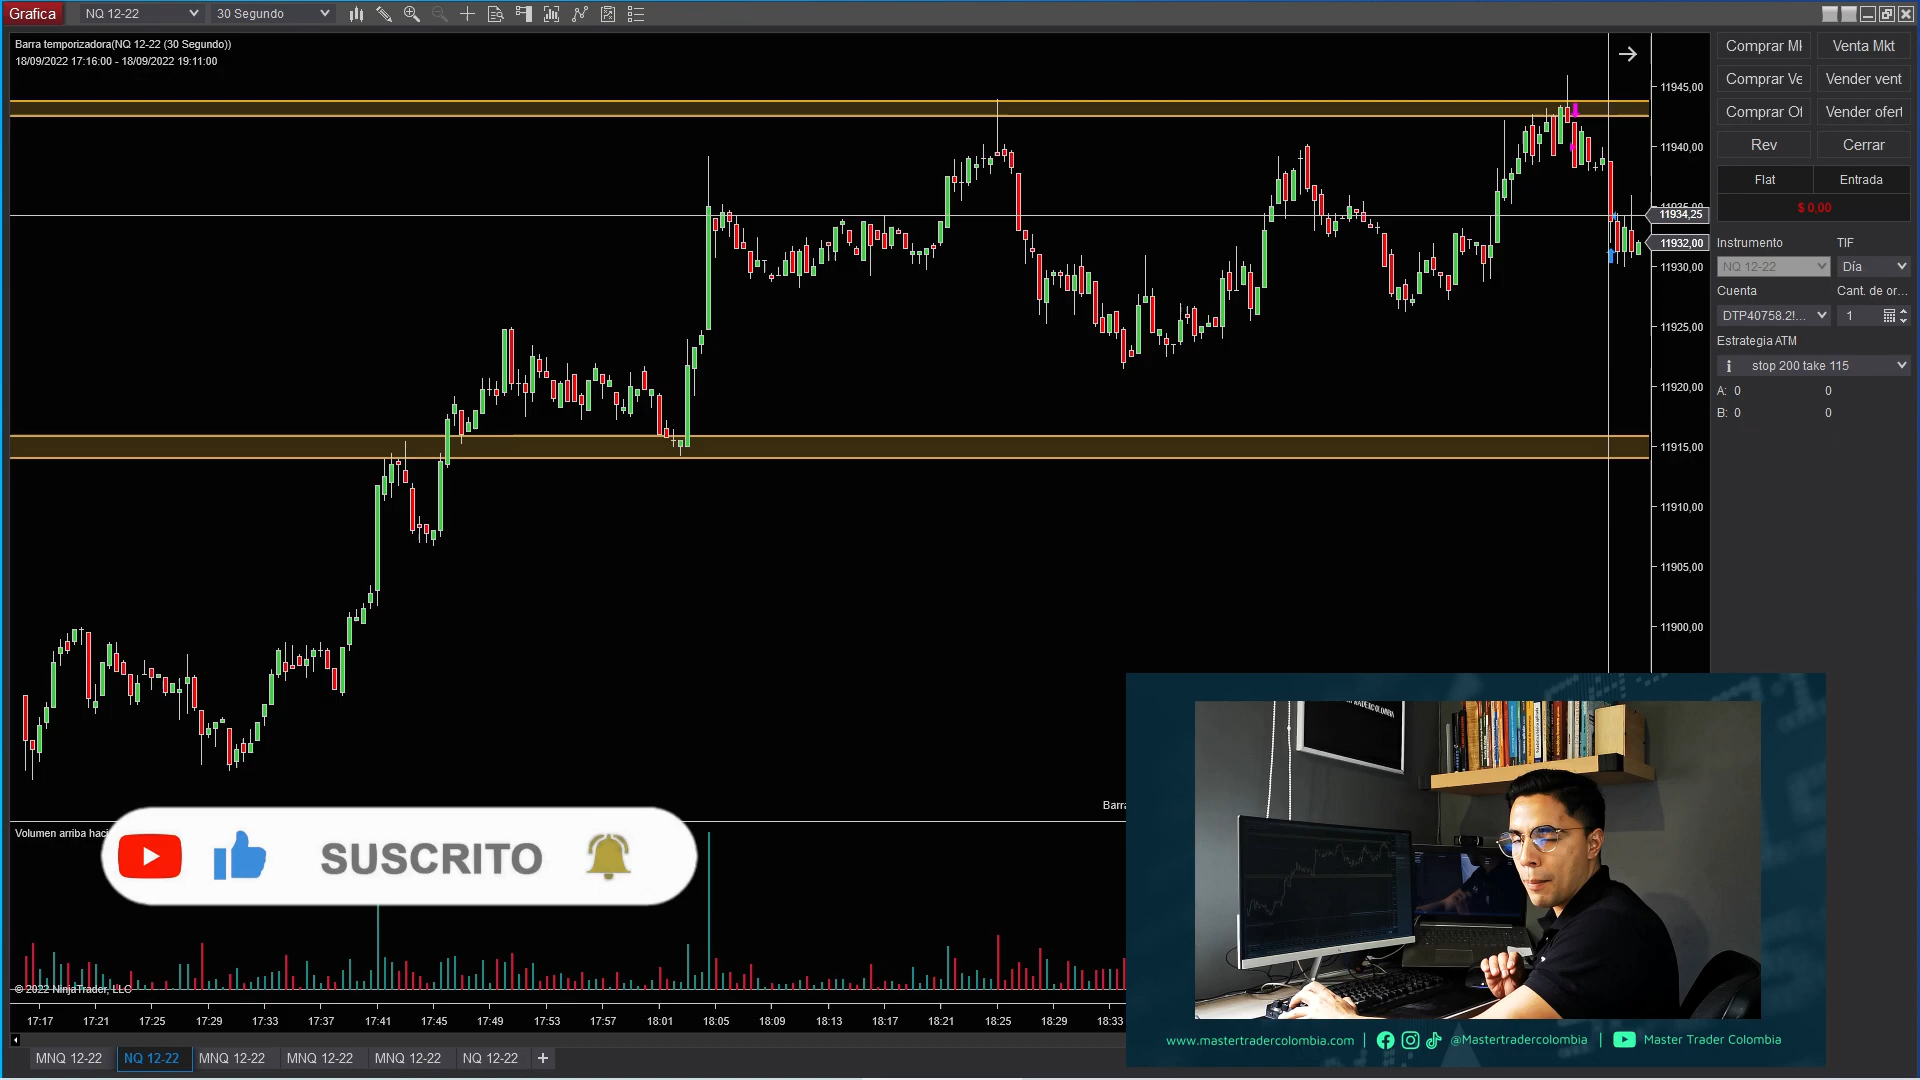 Grafica
NQ 12-22
30 Segundo
Barra temporizadora(NQ 12-22 (30 Segundo))
18/09/2022 17:16:00 - 18/09/2022 19:11:00
11945,00
11940,00
11935,00
11934,25
11932,00
11930,00
11925,00
11920,00
11915,00
11910,00
11905,00
11900,00
Comprar Mk
Venta Mkt
Comprar Ve
Vender vent
Comprar Of
Vender ofert
Rev
Cerrar
Flat
Entrada
$ 0,00
Instrumento
TIF
NQ 12-22
Día
Cuenta
Cant. de or...
DTP40758.2!...
1
Estrategia ATM
stop 200 take 115
A: 0 0
B: 0 0
Barra
Volumen arriba haci
SUSCRITO
© 2022 NinjaTrader, LLC
17:17 17:21 17:25 17:29 17:33 17:37 17:41 17:45 17:49 17:53 17:57 18:01 18:05 18:09 18:13 18:17 18:21 18:25 18:29 18:33
MNQ 12-22
NQ 12-22
MNQ 12-22
MNQ 12-22
MNQ 12-22
NQ 12-22
+
www.mastertradercolombia.com | @Mastertradercolombia | Master Trader Colombia